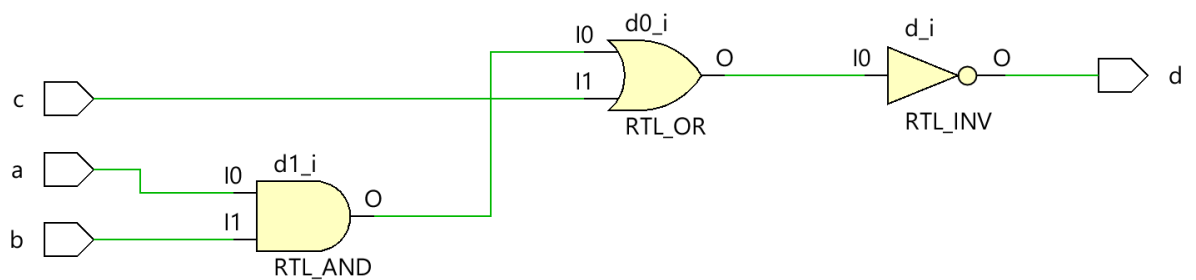 d0_i
I0
I1
O
RTL_OR
d_i
I0
O
RTL_INV
d
c
a
b
d1_i
I0
I1
O
RTL_AND